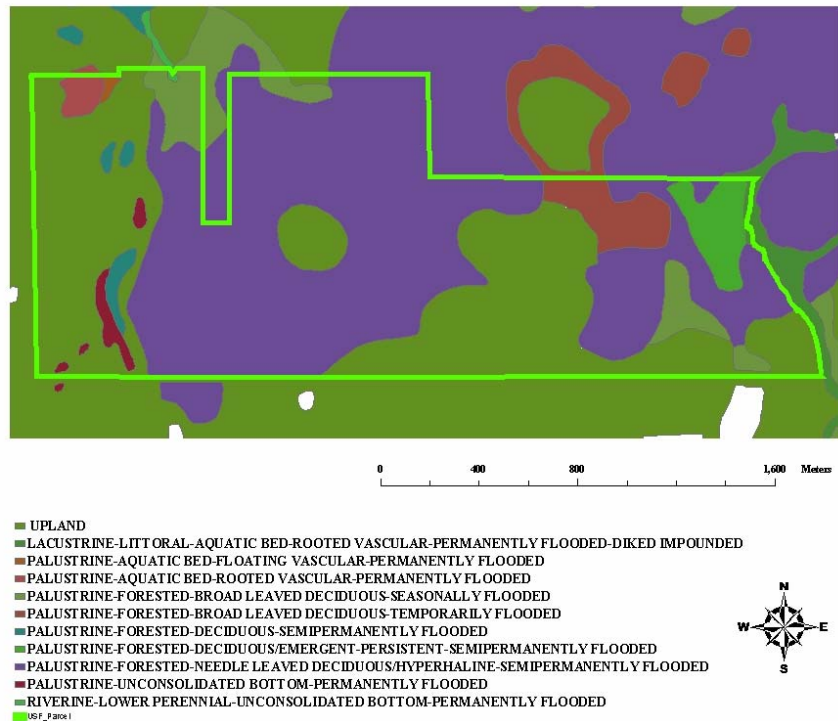 0 400 800 1,600 Meters
UPLAND
LACUSTRINE-LITTORAL-AQUATIC BED-ROOTED VASCULAR-PERMANENTLY FLOODED-DIKED IMPOUNDED
PALUSTRINE-AQUATIC BED-FLOATING VASCULAR-PERMANENTLY FLOODED
PALUSTRINE-AQUATIC BED-ROOTED VASCULAR-PERMANENTLY FLOODED
PALUSTRINE-FORESTED-BROAD LEAVED DECIDUOUS-SEASONALLY FLOODED
PALUSTRINE-FORESTED-BROAD LEAVED DECIDUOUS-TEMPORARILY FLOODED
PALUSTRINE-FORESTED-DECIDUOUS-SEMIPERMANENTLY FLOODED
PALUSTRINE-FORESTED-DECIDUOUS/EMERGENT-PERSISTENT-SEMIPERMANENTLY FLOODED
PALUSTRINE-FORESTED-NEEDLE LEAVED DECIDUOUS/HYPERHALINE-SEMIPERMANENTLY FLOODED
PALUSTRINE-UNCONSOLIDATED BOTTOM-PERMANENTLY FLOODED
RIVERINE-LOWER PERENNIAL-UNCONSOLIDATED BOTTOM-PERMANENTLY FLOODED
USF_Parcel
N
W E
S